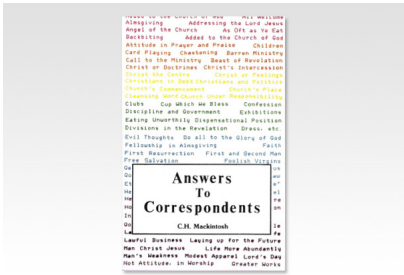 Added to the Church of God All Welcome
Almsgiving Addressing the Lord Jesus
Angel of the Church As Oft as Ye Eat
Backbiting Added to the Church of God
Attitude in Prayer and Praise Children
Card Playing Chastening Barren Ministry
Call to the Ministry Beast of Revelation
Christ or Doctrines Christ's Intercession
Christ the Centre Christ or Feelings
Christians in Debt Christians and Politics
Church's Commencement Church's Place
Cleansing Word Church Under Responsibility
Clubs Cup Which We Bless Confession
Discipline and Government Exhibitions
Eating Unworthily Dispensational Position
Divisions in the Revelation Dress, etc.
Evil Thoughts Do all to the Glory of God
Fellowship in Almsgiving Faith
First Resurrection First and Second Man
Free Salvation Foolish Virgins
Answers
To
Correspondents
C.H. Mackintosh
Lawful Business Laying up for the Future
Man Christ Jesus Life More Abundantly
Man's Weakness Modest Apparel Lord's Day
Not Attitude, in Worship Greater Works